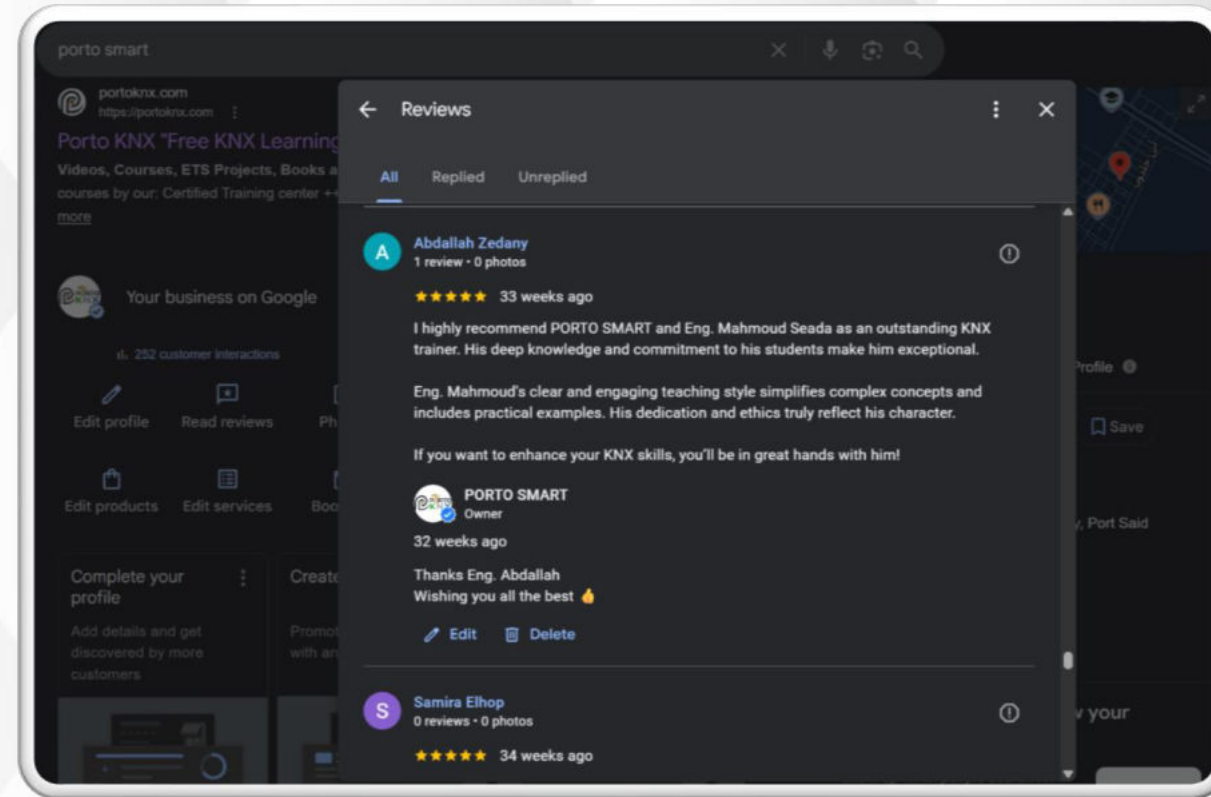 porto smart
portoknx.com
https://portoknx.com
Porto KNX "Free KNX Learning
Videos, Courses, ETS Projects, Books a
courses by our: Certified Training center
more
Your business on Google
252 customer interactions
Edit profile
Read reviews
Ph
Edit products
Edit services
Boo
Complete your
profile
Add details and get
discovered by more
customers
Create
Promot
with an
Reviews
All
Replied
Unreplied
A
Abdallah Zedany
1 review • 0 photos
33 weeks ago
I highly recommend PORTO SMART and Eng. Mahmoud Seada as an outstanding KNX
trainer. His deep knowledge and commitment to his students make him exceptional.
Eng. Mahmoud's clear and engaging teaching style simplifies complex concepts and
includes practical examples. His dedication and ethics truly reflect his character.
If you want to enhance your KNX skills, you'll be in great hands with him!
PORTO SMART
Owner
32 weeks ago
Thanks Eng. Abdallah
Wishing you all the best 👍
Edit
Delete
S
Samira Elhop
0 reviews • 0 photos
34 weeks ago
Profile
Save
, Port Said
your